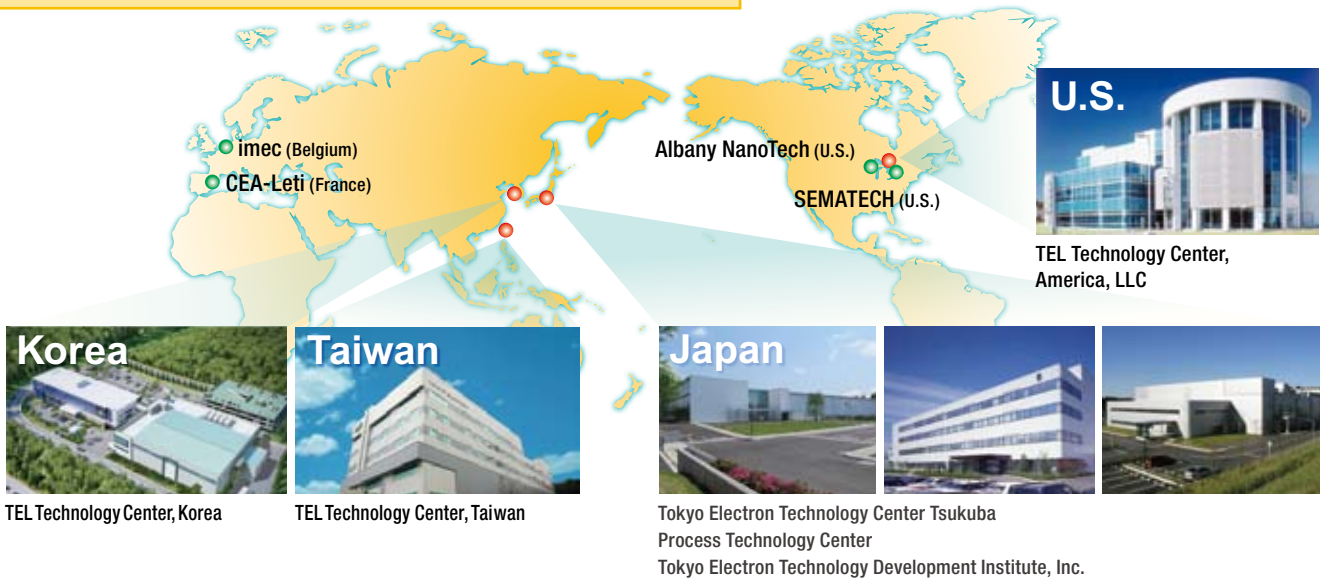 imec (Belgium)
CEA-Leti (France)
Albany NanoTech (U.S.)
SEMATECH (U.S.)
U.S.
TEL Technology Center,
America, LLC
Korea
Taiwan
Japan
TEL Technology Center, Korea
TEL Technology Center, Taiwan
Tokyo Electron Technology Center Tsukuba
Process Technology Center
Tokyo Electron Technology Development Institute, Inc.